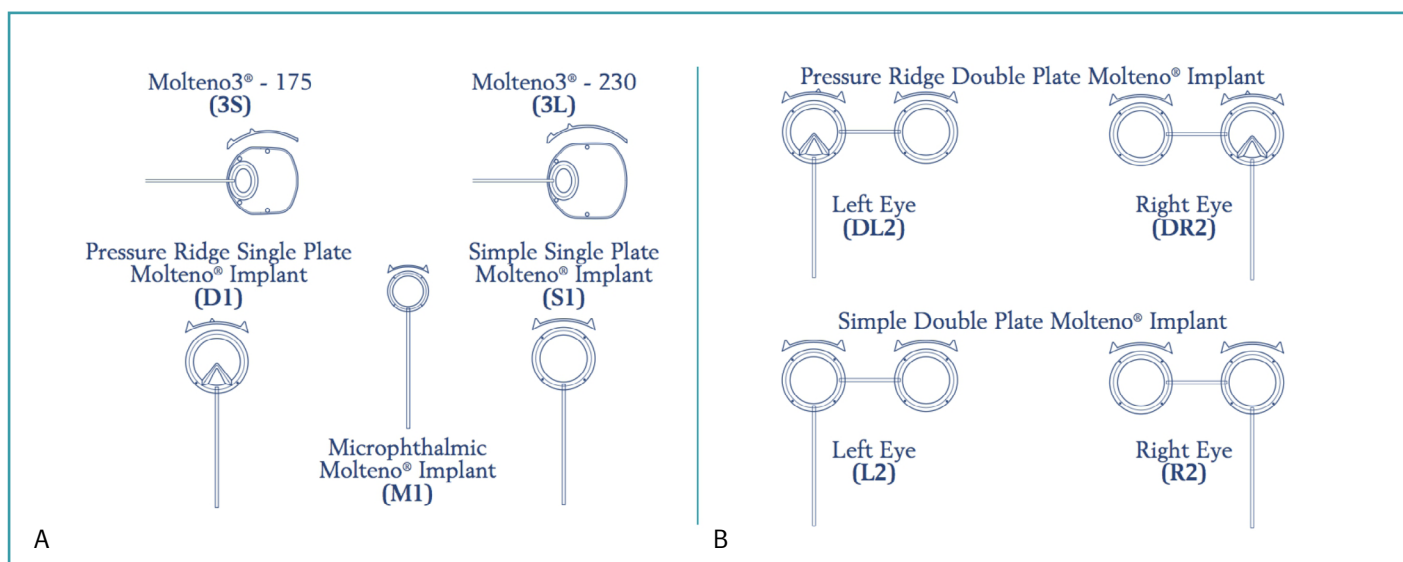 Molteno3® - 175
(3S)
Molteno3® - 230
(3L)
Pressure Ridge Single Plate
Molteno® Implant
(D1)
Simple Single Plate
Molteno® Implant
(S1)
Microphthalmic
Molteno® Implant
(M1)
A
Pressure Ridge Double Plate Molteno® Implant
Left Eye
(DL2)
Right Eye
(DR2)
Simple Double Plate Molteno® Implant
Left Eye
(L2)
Right Eye
(R2)
B